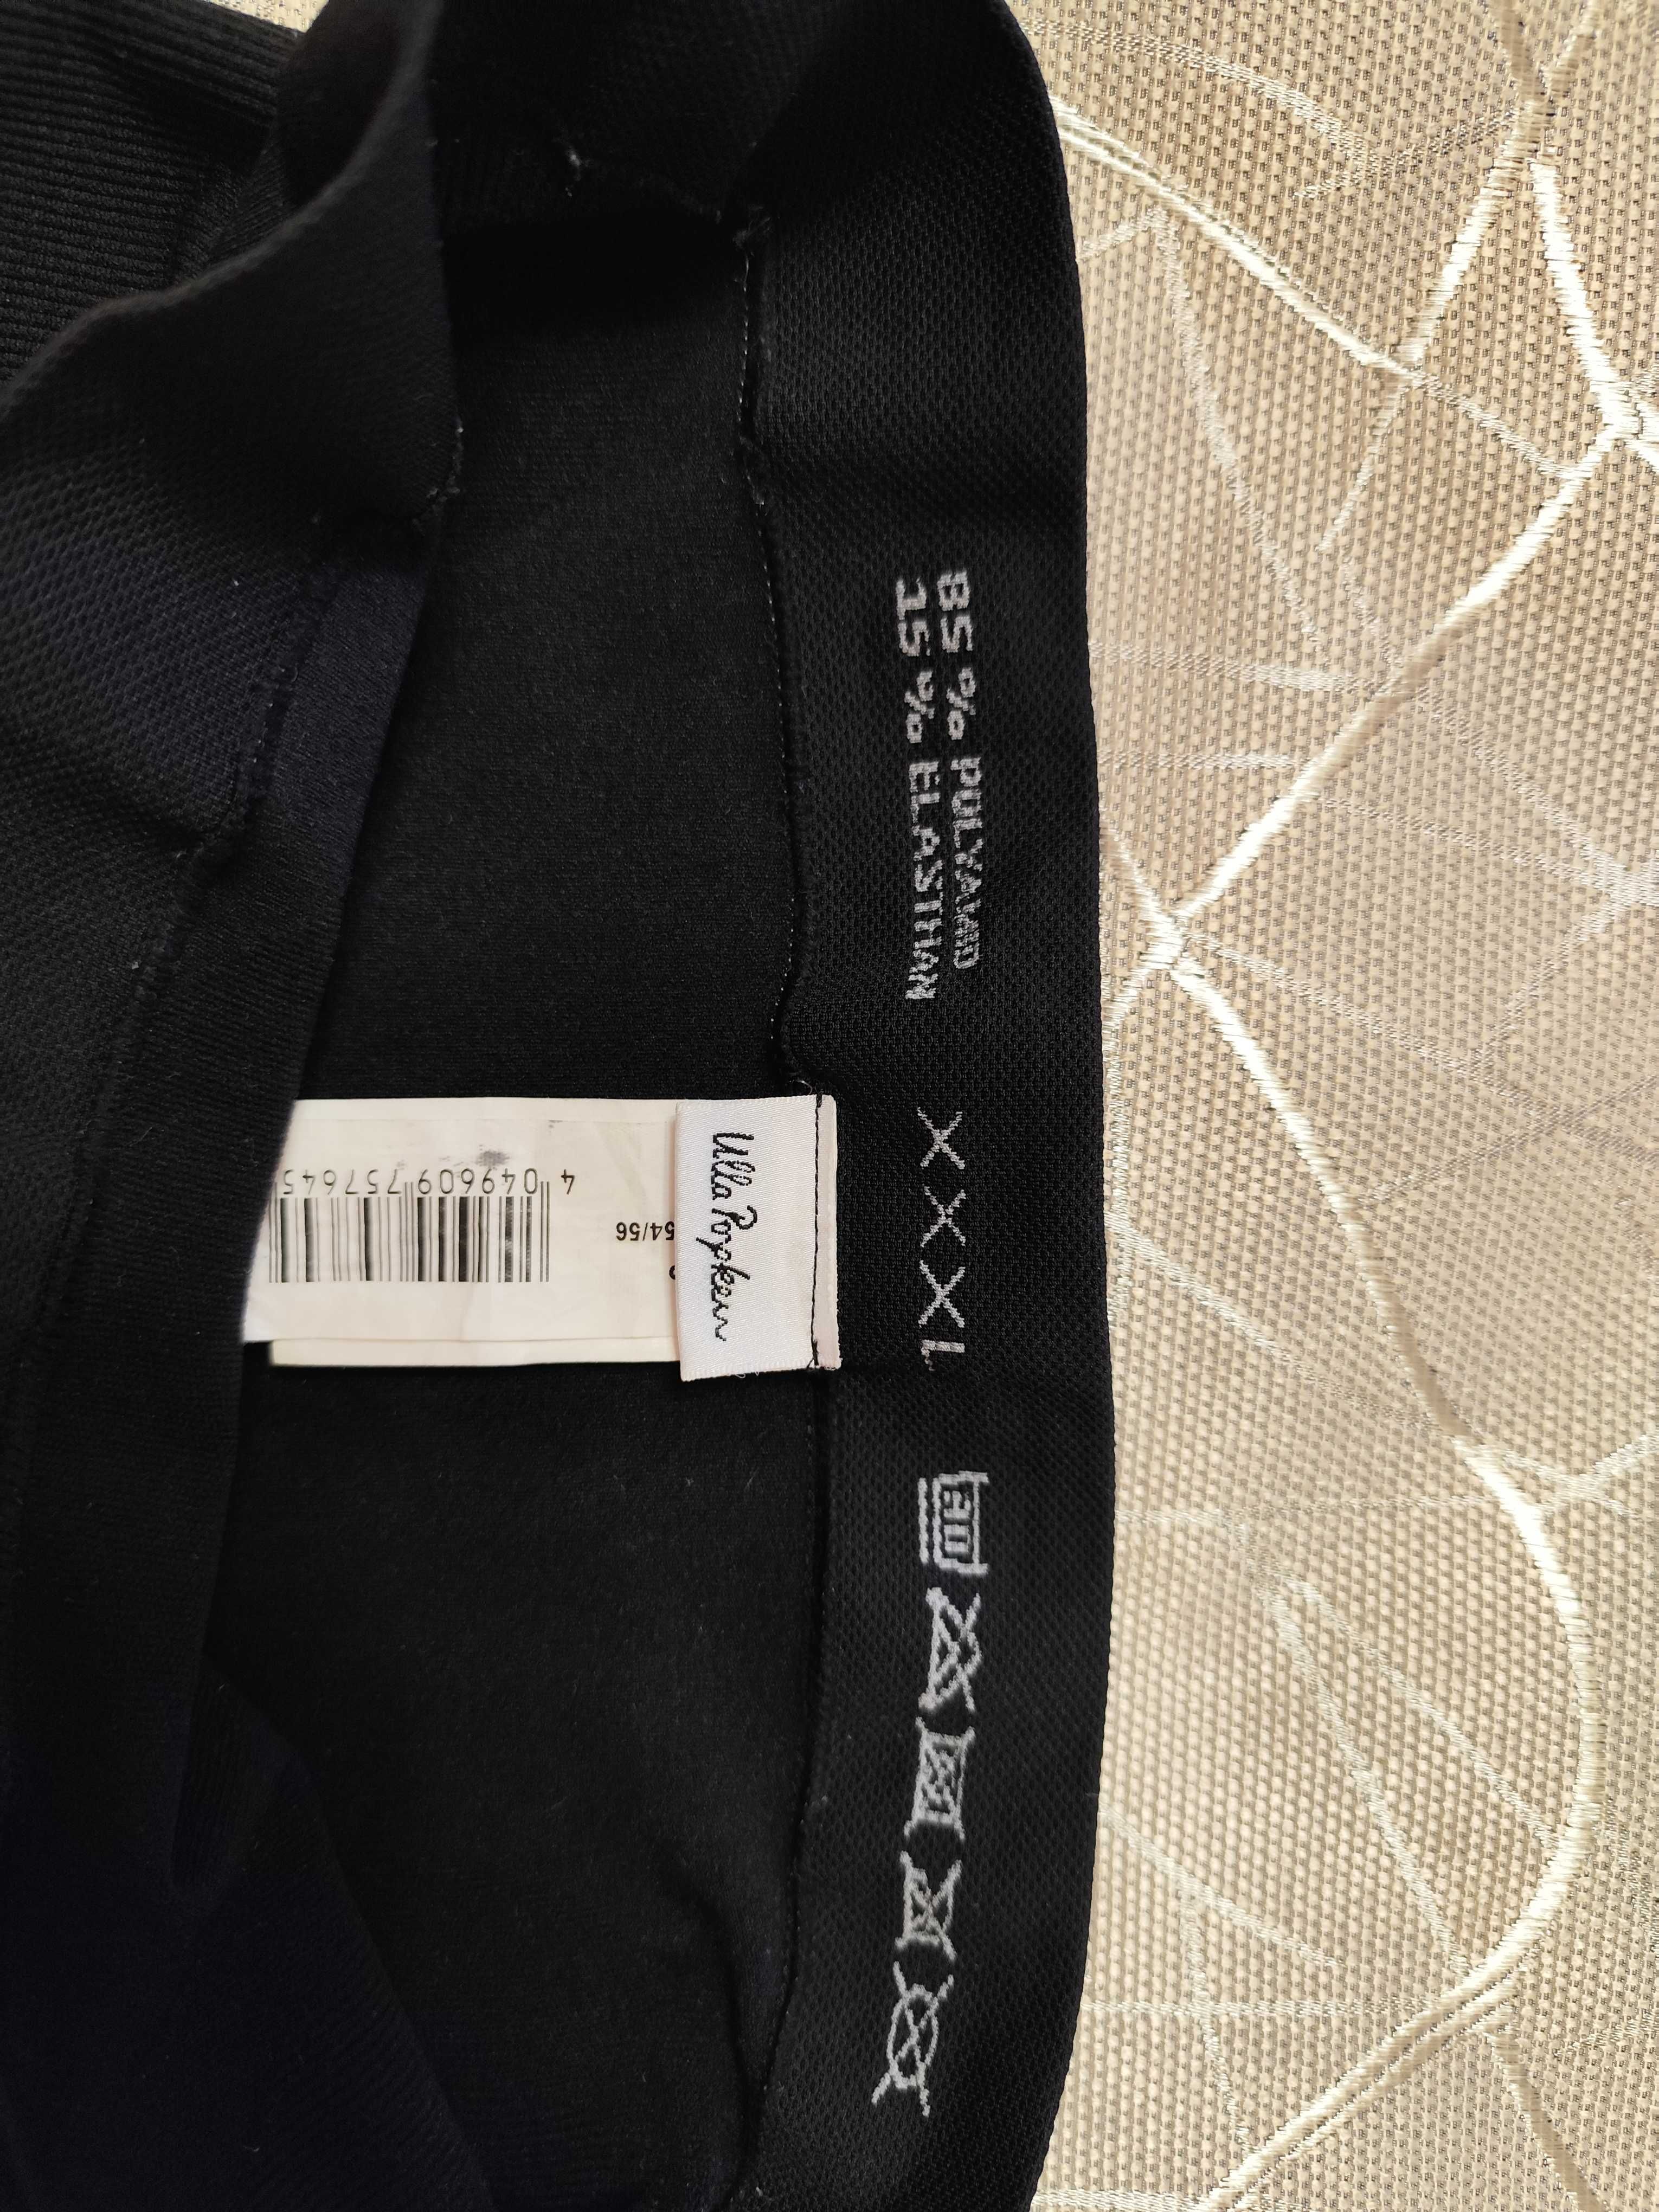 85% POLYAMID
15% ELASTHAN
XXXL
Ulla Popken
54/56
4 049609 757645